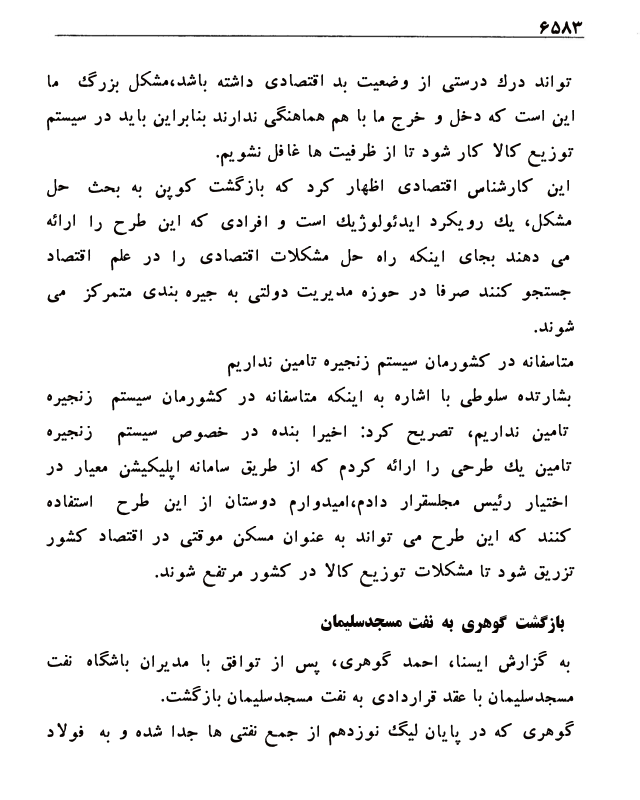 ۶۵۸۳
تواند درك درستی از وضعیت بد اقتصادی داشته باشد،مشکل بزرگ ما
این است که دخل و خرج ما با هم هماهنگی ندارند بنابراین باید در سیستم
توزیع کالا کار شود تا از ظرفیت ها غافل نشویم.
این کارشناس اقتصادی اظهار کرد که بازگشت کوپن به بحث حل
مشکل، یك رویکرد ایدئولوژیك است و افرادی که این طرح را ارائه
می دهند بجای اینکه راه حل مشکلات اقتصادی را در علم اقتصاد
جستجو کنند صرفا در حوزه مدیریت دولتی به جیره بندی متمرکز می
شوند.
متاسفانه در کشورمان سیستم زنجیره تامین نداریم
بشارتده سلوطی با اشاره به اینکه متاسفانه در کشورمان سیستم زنجیره
تامین نداریم، تصریح کرد: اخیرا بنده در خصوص سیستم زنجیره
تامین یك طرحی را ارائه کردم که از طریق سامانه اپلیکیشن معیار در
اختیار رئیس مجلسقرار دادم،امیدوارم دوستان از این طرح استفاده
کنند که این طرح می تواند به عنوان مسکن موقتی در اقتصاد کشور
تزریق شود تا مشکلات توزیع کالا در کشور مرتفع شوند.
بازگشت گوهری به نفت مسجدسلیمان
به گزارش ایسنا، احمد گوهری، پس از توافق با مدیران باشگاه نفت
مسجدسلیمان با عقد قراردادی به نفت مسجدسلیمان بازگشت.
گوهری که در پایان لیگ نوزدهم از جمع نفتی ها جدا شده و به فولاد